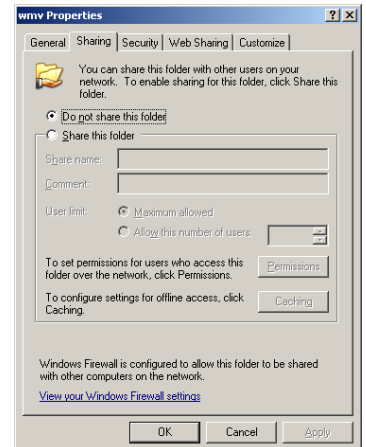 wmv Properties
General Sharing Security Web Sharing Customize
You can share this folder with other users on your
network. To enable sharing for this folder, click Share this
folder.
Do not share this folder
Share this folder
Share name:
Comment:
User limit: Maximum allowed
Allow this number of users:
To set permissions for users who access this
folder over the network, click Permissions.
Permissions
To configure settings for offline access, click
Caching.
Caching
Windows Firewall is configured to allow this folder to be shared
with other computers on the network.
View your Windows Firewall settings
OK Cancel Apply